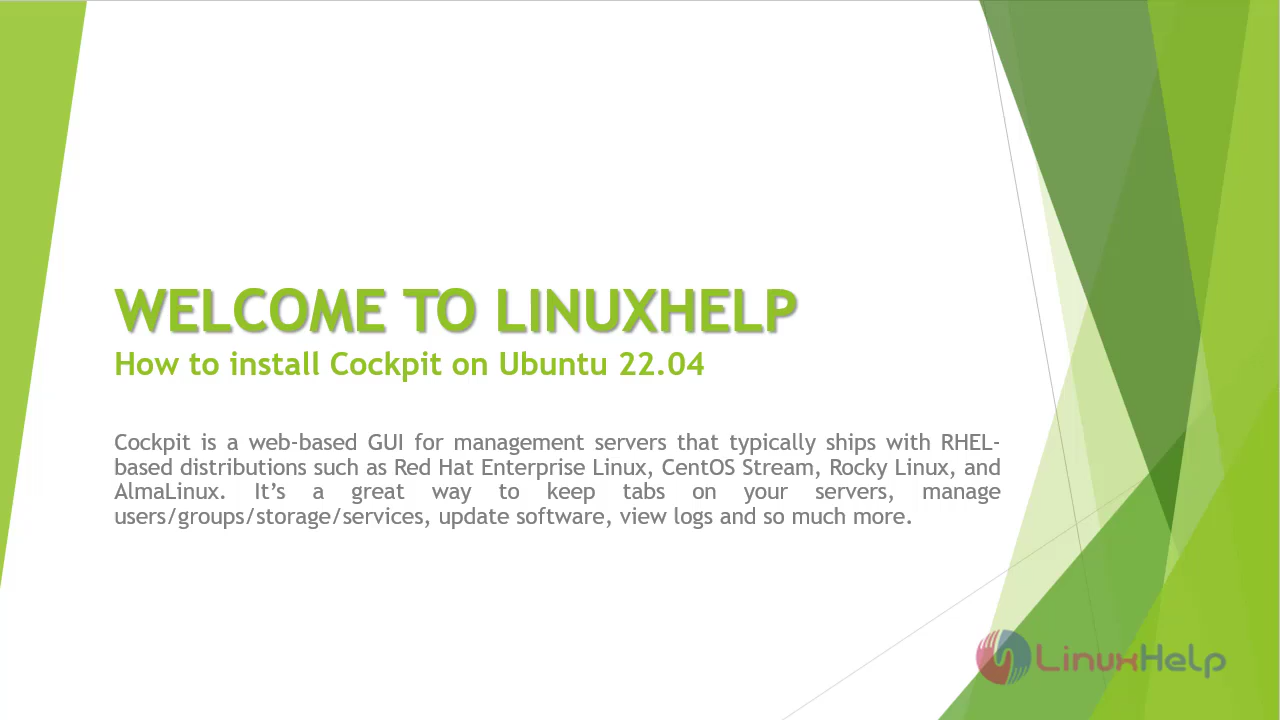 WELCOME TO LINUXHELP
How to install Cockpit on Ubuntu 22.04
Cockpit is a web-based GUI for management servers that typically ships with RHEL-
based distributions such as Red Hat Enterprise Linux, CentOS Stream, Rocky Linux, and
AlmaLinux. It’s a great way to keep tabs on your servers, manage
users/groups/storage/services, update software, view logs and so much more.
LinuxHelp